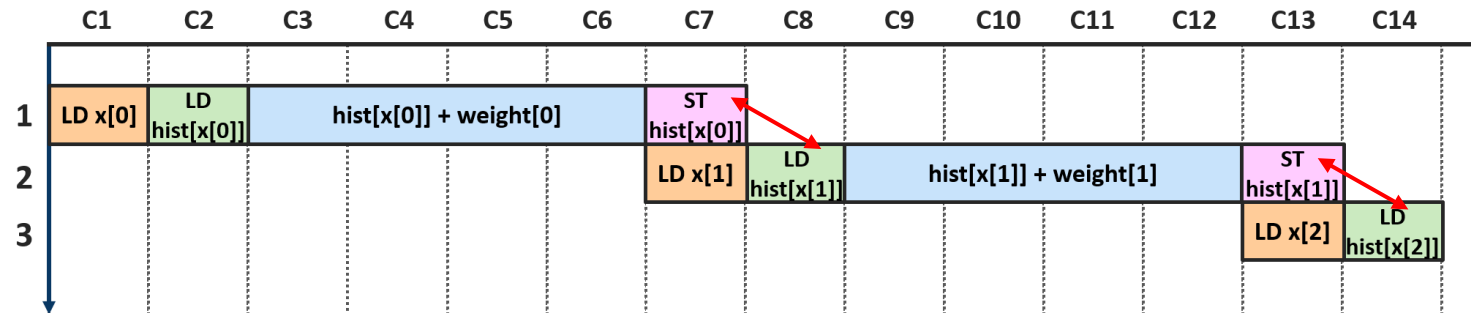 C1 C2 C3 C4 C5 C6 C7 C8 C9 C10 C11 C12 C13 C14
1
LD x[0]
LD
hist[x[0]]
hist[x[0]] + weight[0]
ST
hist[x[0]]
2
LD x[1]
LD
hist[x[1]]
hist[x[1]] + weight[1]
ST
hist[x[1]]
3
LD x[2]
LD
hist[x[2]]